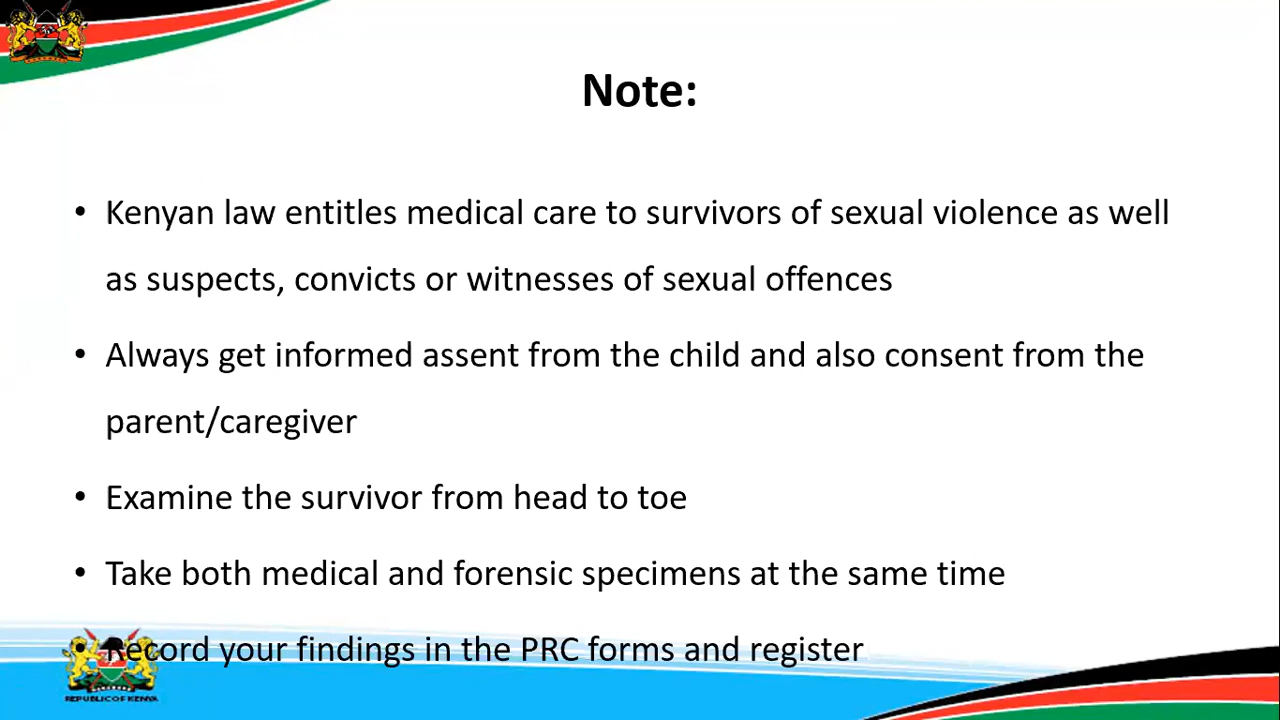 Note:
• Kenyan law entitles medical care to survivors of sexual violence as well
as suspects, convicts or witnesses of sexual offences
• Always get informed assent from the child and also consent from the
parent/caregiver
• Examine the survivor from head to toe
• Take both medical and forensic specimens at the same time
• Record your findings in the PRC forms and register
REPUBLIC OF KENYA